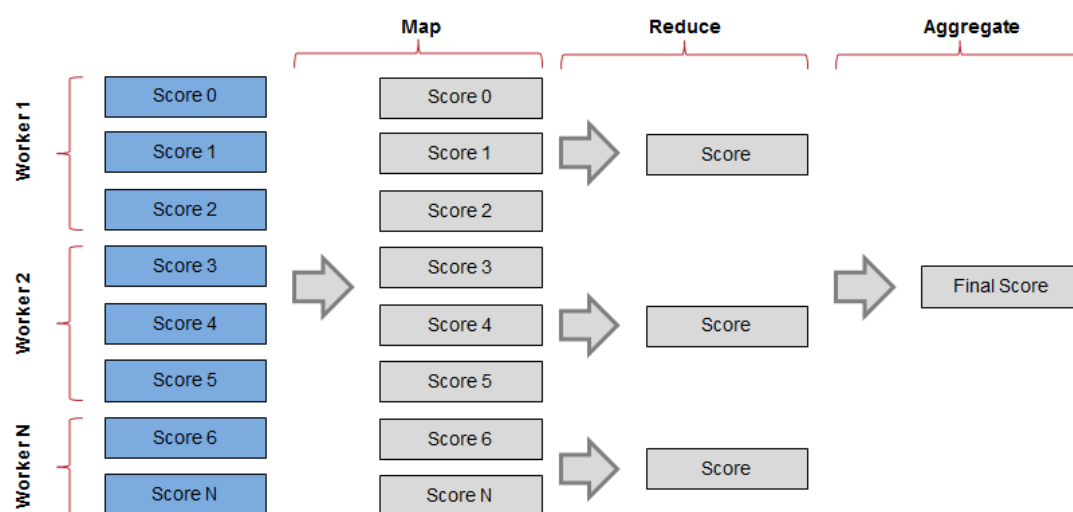 Map
Reduce
Aggregate
Worker 1
Score 0
Score 1
Score 2
Worker 2
Score 3
Score 4
Score 5
Worker N
Score 6
Score N
Score 0
Score 1
Score 2
Score 3
Score 4
Score 5
Score 6
Score N
Score
Score
Score
Final Score